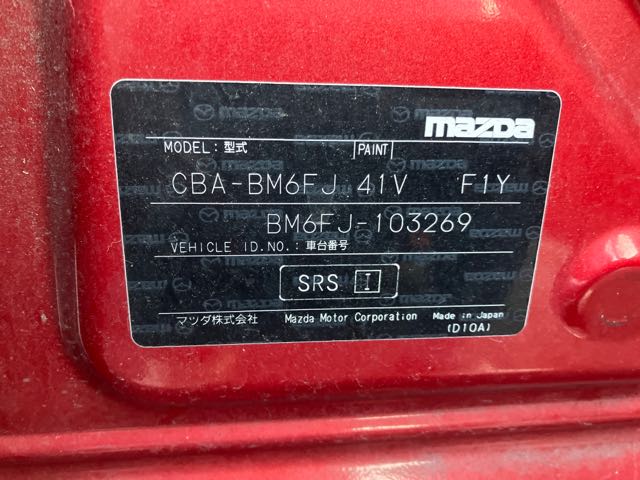 mazda
MODEL: 型式 PAINT
CBA-BM6FJ 41V F1Y
BM6FJ-103269
VEHICLE ID.NO.: 車台番号
SRS I
マツダ株式会社 Mazda Motor Corporation Made in Japan
(D10A)